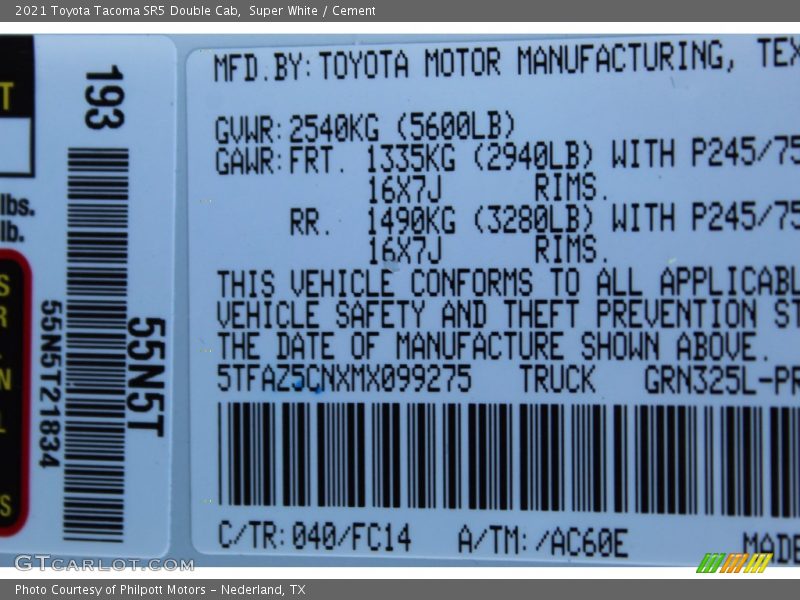 2021 Toyota Tacoma SR5 Double Cab, Super White / Cement
T
193
lbs.
lb.
S
R
N
L
S
55N5T21834
55N5T
MFD.BY:TOYOTA MOTOR MANUFACTURING, TEX
GVWR:2540KG (5600LB)
GAWR:FRT. 1335KG (2940LB) WITH P245/75
16X7J RIMS.
RR. 1490KG (3280LB) WITH P245/75
16X7J RIMS.
THIS VEHICLE CONFORMS TO ALL APPLICABL
VEHICLE SAFETY AND THEFT PREVENTION ST
THE DATE OF MANUFACTURE SHOWN ABOVE.
5TFAZ5CNXMX099275 TRUCK GRN325L-PR
C/TR:040/FC14 A/TM:/AC60E MADE
GTCARLOT.COM
Photo Courtesy of Philpott Motors - Nederland, TX